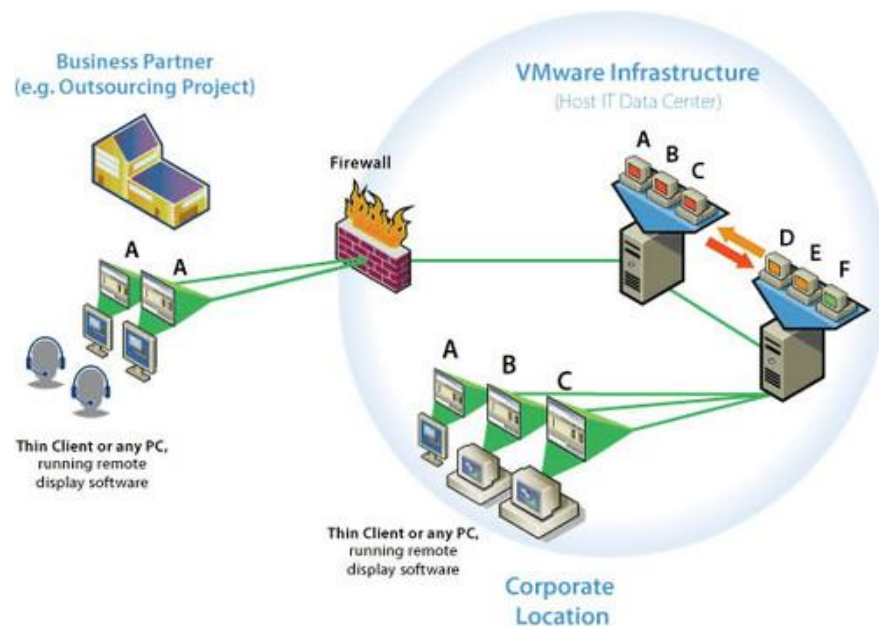 Business Partner
(e.g. Outsourcing Project)
VMware Infrastructure
(Host IT Data Center)
Firewall
A
B
C
D
E
F
A
A
A
B
C
Thin Client or any PC,
running remote
display software
Thin Client or any PC,
running remote
display software
Corporate
Location